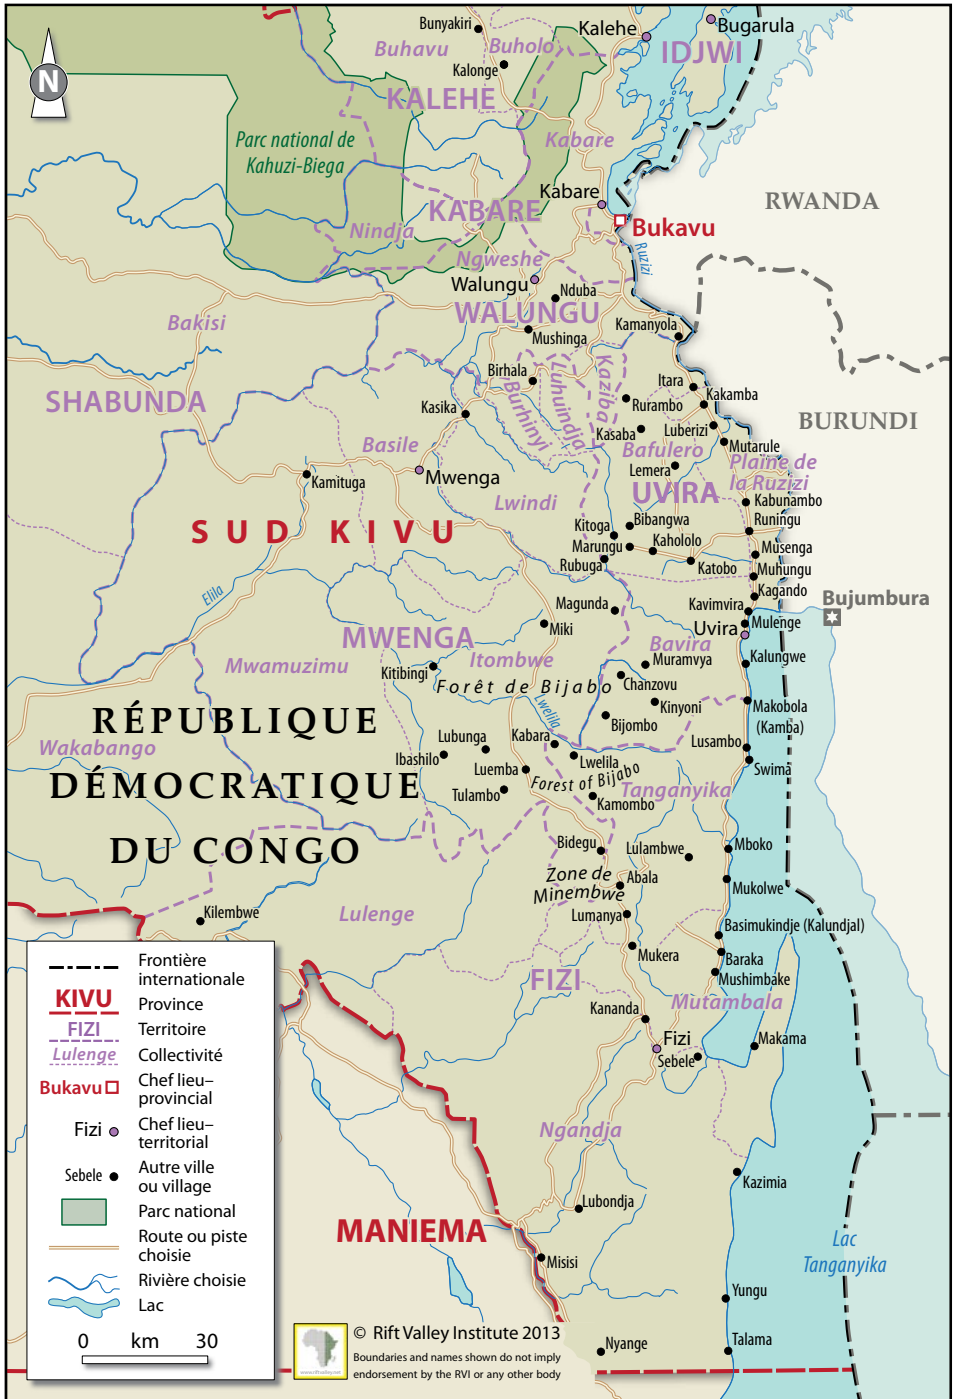 Bunyakiri
Kalehe
Bugarula
Buhavu
Buholo
IDJWI
Kalonge
N
KALEHE
Parc national de
Kahuzi-Biega
Kabare
Kabare
RWANDA
KABARE
Bukavu
Nindja
Ruzizi
Ngweshe
Walungu
Nduba
WALUNGU
Bakisi
Kamanyola
Mushinga
Birhala
Luhuindja
Kaziba
Itara
SHABUNDA
Burhinyi
Rurambo
Kakamba
Kasika
BURUNDI
Kasaba
Luberizi
Basile
Bafulero
Mutarule
Lemera
Plaine de
la Ruzizi
Kamituga
Mwenga
UVIRA
Lwindi
Kabunambo
SUD KIVU
Kitoga
Bibangwa
Runingu
Marungu
Kahololo
Musenga
Rubuga
Katobo
Muhungu
Elila
Kagando
Magunda
Kavimvira
Bujumbura
Miki
Uvira
Mulenge
MWENGA
Bavira
Mwamuzimu
Itombwe
Muramvya
Kalungwe
Kitibingi
Forêt de Bijabo
Chanzovu
Kinyoni
Makobola
(Kamba)
RÉPUBLIQUE
Lwelila
Bijombo
Wakabango
Lubunga
Kabara
Lusambo
Ibashilo
Lwelila
Swima
Luemba
Forest of Bijabo
DÉMOCRATIQUE
Tulambo
Kamombo
Tanganyika
DU CONGO
Bidegu
Lulambwe
Mboko
Zone de
Minembwe
Abala
Mukolwe
Kilembwe
Lulenge
Lumanya
Basimukindje (Kalundjal)
Mukera
Baraka
FIZI
Mushimbake
Mutambala
Kananda
Fizi
Makama
Sebele
Ngandja
Kazimia
Lubondja
MANIEMA
Misisi
Lac
Tanganyika
Yungu
Nyange
Talama
Frontière
internationale
KIVU Province
FIZI Territoire
Lulenge Collectivité
Bukavu Chef lieu–
provincial
Fizi Chef lieu–
territorial
Sebele Autre ville
ou village
Parc national
Route ou piste
choisie
Rivière choisie
Lac
0 km 30
www.riftvalley.net
© Rift Valley Institute 2013
Boundaries and names shown do not imply
endorsement by the RVI or any other body